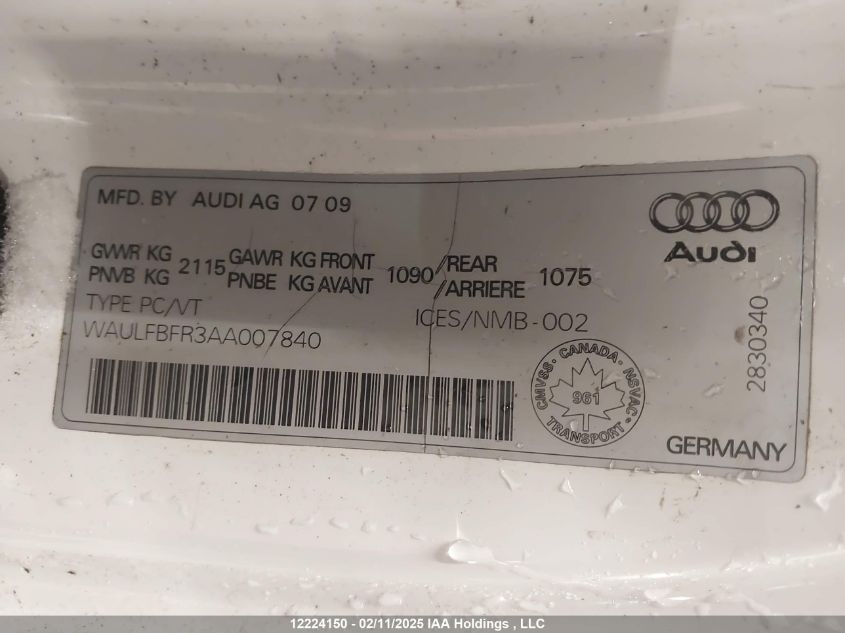 MFD. BY AUDI AG 07 09
GWWR KG 2115 GAWR KG FRONT 1090 /REAR 1075
PNVB KG PNBE KG AVANT /ARRIERE
TYPE PC/VT
ICES/NMB-002
WAULFBFR3AA007840
Audi
2830340
CMVSS. CANADA. NSVAC.
961
TRANSPORT
GERMANY
12224150 - 02/11/2025 IAA Holdings , LLC